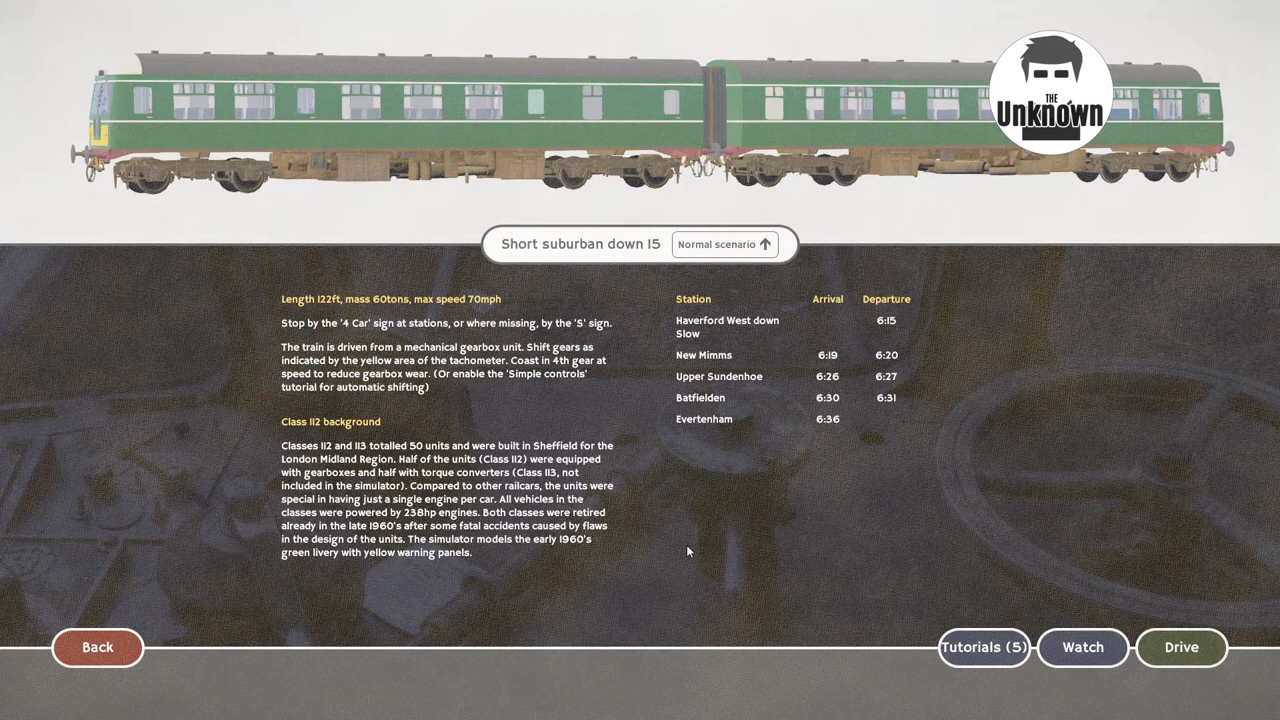 THE
Unknown
Short suburban down 15
Normal scenario
Length 122ft, mass 60tons, max speed 70mph
Stop by the '4 Car' sign at stations, or where missing, by the 'S' sign.
The train is driven from a mechanical gearbox unit. Shift gears as
indicated by the yellow area of the tachometer. Coast in 4th gear at
speed to reduce gearbox wear. (Or enable the 'Simple controls'
tutorial for automatic shifting)
Class 112 background
Classes 112 and 113 totalled 50 units and were built in Sheffield for the
London Midland Region. Half of the units (Class 112) were equipped
with gearboxes and half with torque converters (Class 113, not
included in the simulator). Compared to other railcars, the units were
special in having just a single engine per car. All vehicles in the
classes were powered by 238hp engines. Both classes were retired
already in the late 1960's after some fatal accidents caused by flaws
in the design of the units. The simulator models the early 1960's
green livery with yellow warning panels.
Station Arrival Departure
Haverford West down 6:15
Slow
New Mimms 6:19 6:20
Upper Sundenhoe 6:26 6:27
Batfielden 6:30 6:31
Evertenham 6:36
Back
Tutorials (5)
Watch
Drive